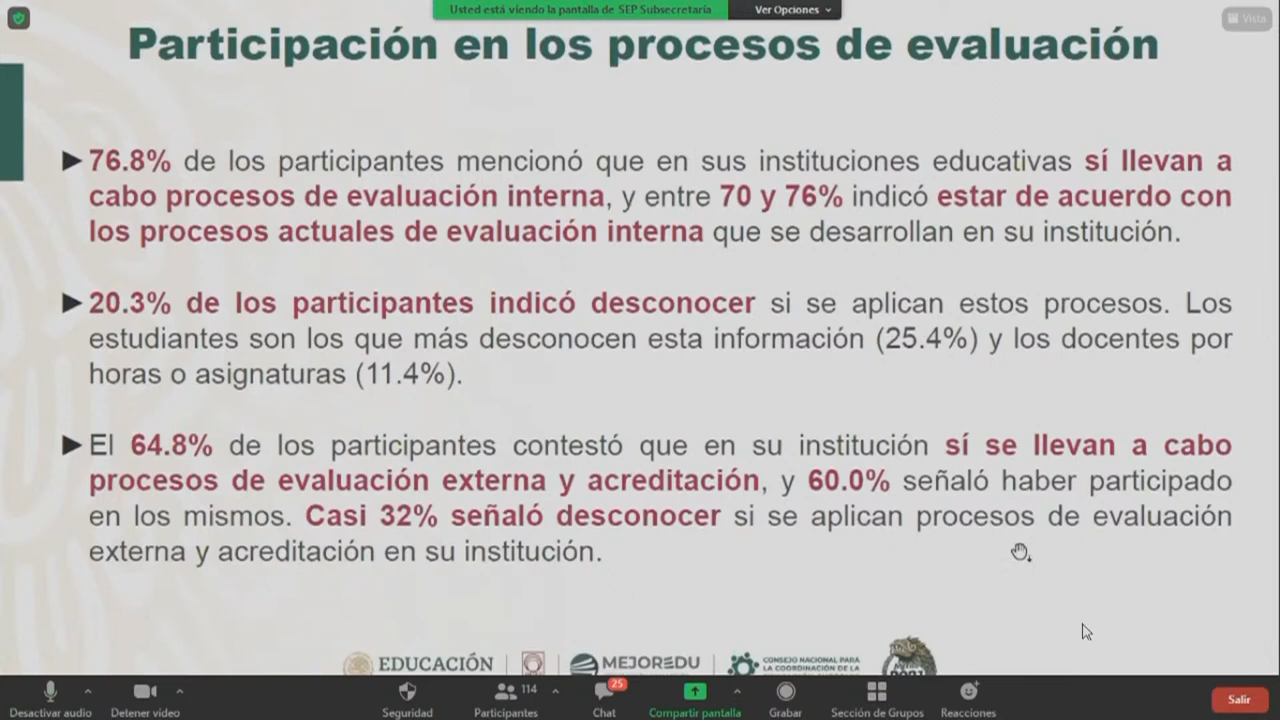 Usted está viendo la pantalla de SEP Subsecretaría
Ver Opciones
Vista
Participación en los procesos de evaluación
76.8% de los participantes mencionó que en sus instituciones educativas sí llevan a
cabo procesos de evaluación interna, y entre 70 y 76% indicó estar de acuerdo con
los procesos actuales de evaluación interna que se desarrollan en su institución.
20.3% de los participantes indicó desconocer si se aplican estos procesos. Los
estudiantes son los que más desconocen esta información (25.4%) y los docentes por
horas o asignaturas (11.4%).
El 64.8% de los participantes contestó que en su institución sí se llevan a cabo
procesos de evaluación externa y acreditación, y 60.0% señaló haber participado
en los mismos. Casi 32% señaló desconocer si se aplican procesos de evaluación
externa y acreditación en su institución.
EDUCACIÓN
MEJOREDU
CONSEJO NACIONAL PARA
LA COORDINACIÓN DE LA
114
25
Desactivar audio
Detener video
Seguridad
Participantes
Chat
Compartir pantalla
Grabar
Sección de Grupos
Reacciones
Salir